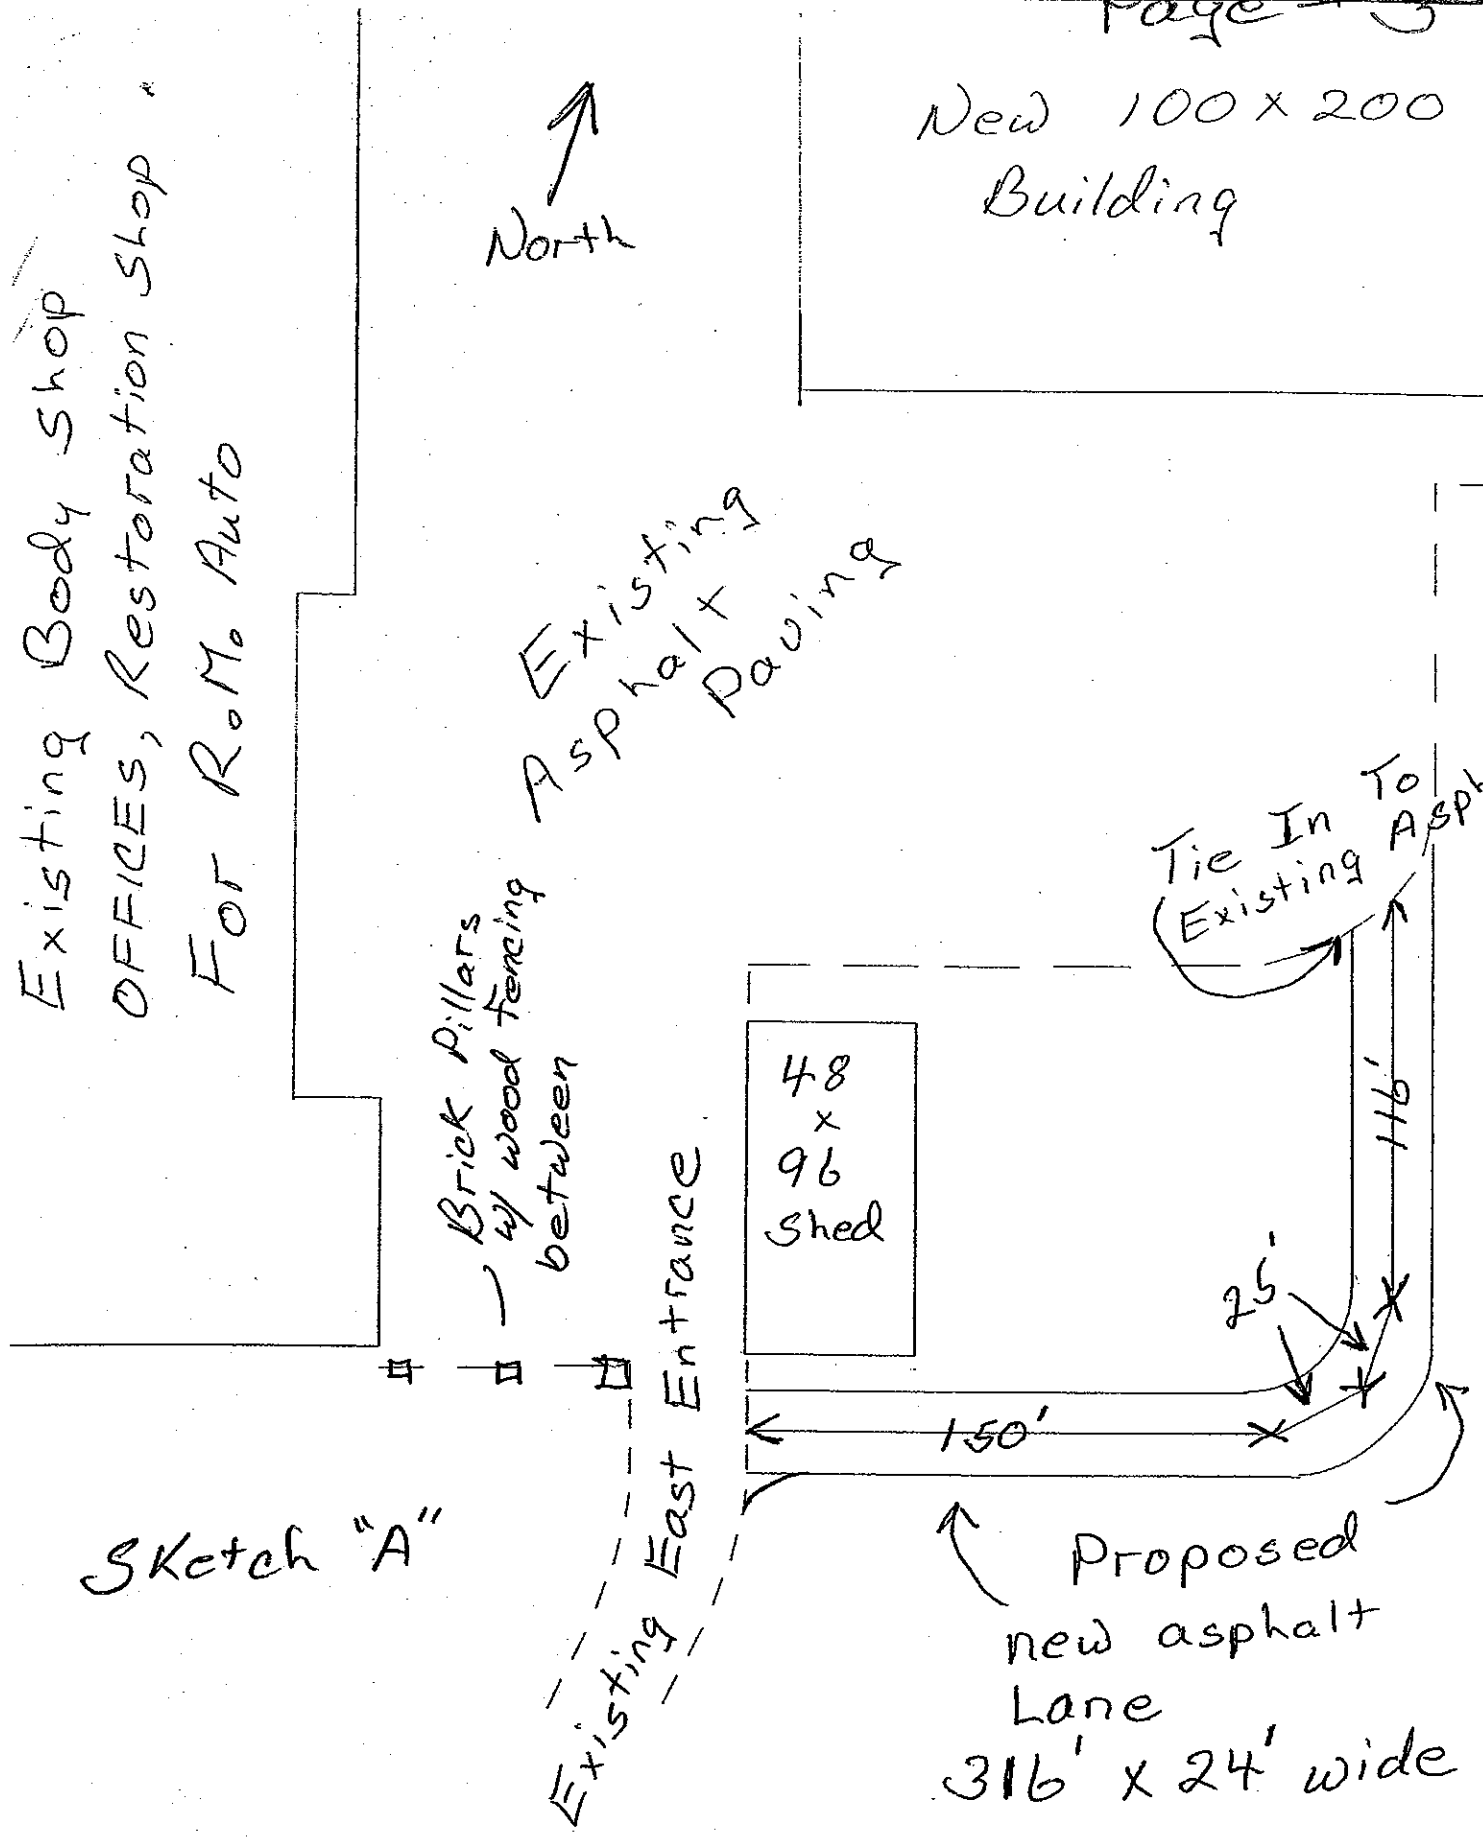 Page - 3
New 100 x 200
Building
North
Existing Body Shop
OFFICES, Restoration Shop.
For R.M. Auto
Existing
Asphalt
Paving
Tie In To
Existing Asph
Brick Pillars
w/ wood Fencing
between
48
x
96
Shed
116'
25'
150'
Existing East Entrance
Sketch "A"
Proposed
new asphalt
Lane
316' x 24' wide